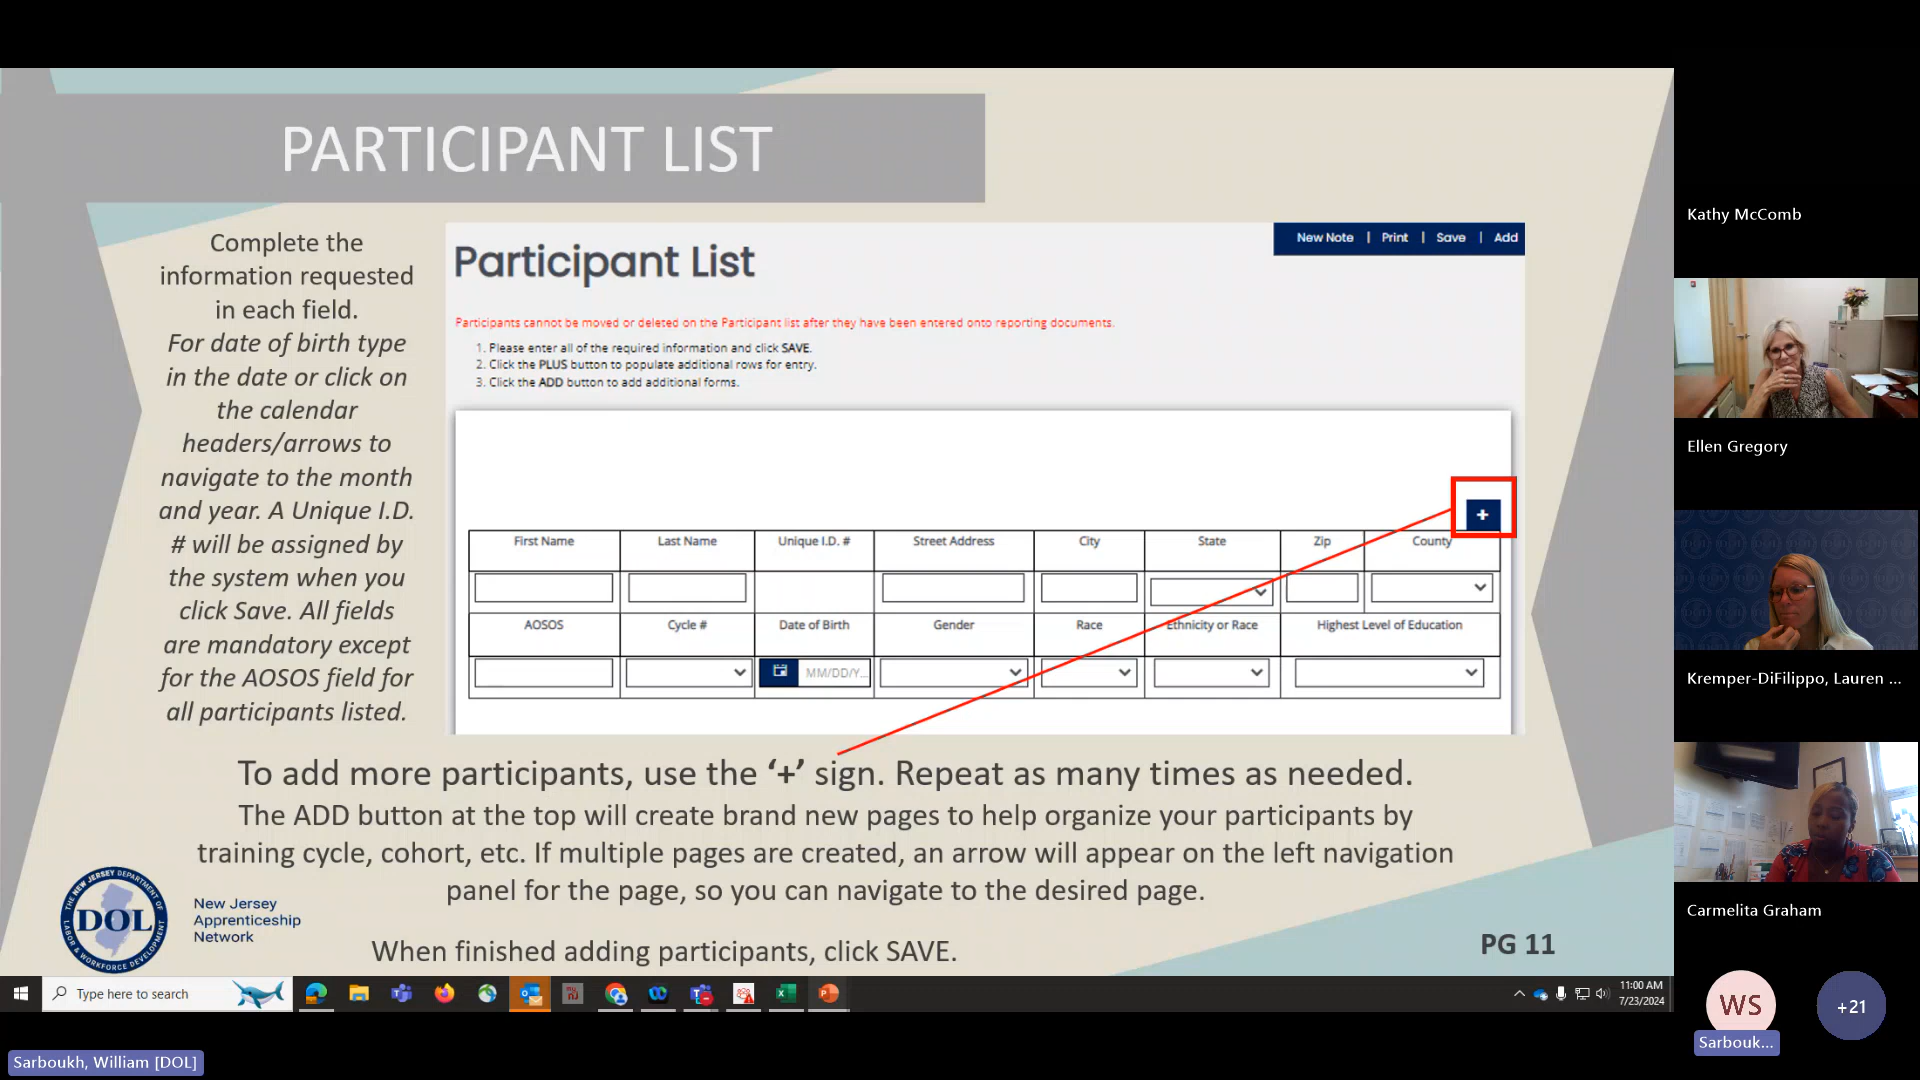 PARTICIPANT LIST
Complete the
information requested
in each field.
For date of birth type
in the date or click on
the calendar
headers/arrows to
navigate to the month
and year. A Unique I.D.
# will be assigned by
the system when you
click Save. All fields
are mandatory except
for the AOSOS field for
all participants listed.
New Note | Print | Save | Add
Participant List
Participants cannot be moved or deleted on the Participant list after they have been entered onto reporting documents.
1. Please enter all of the required information and click SAVE.
2. Click the PLUS button to populate additional rows for entry.
3. Click the ADD button to add additional forms.
+
First Name Last Name Unique I.D. # Street Address City State Zip County
AOSOS Cycle # Date of Birth Gender Race Ethnicity or Race Highest Level of Education
MM/DD/Y...
To add more participants, use the ‘+’ sign. Repeat as many times as needed.
The ADD button at the top will create brand new pages to help organize your participants by
training cycle, cohort, etc. If multiple pages are created, an arrow will appear on the left navigation
panel for the page, so you can navigate to the desired page.
When finished adding participants, click SAVE.
PG 11
THE NEW JERSEY DEPARTMENT OF
DOL
LABOR & WORKFORCE DEVELOPMENT
New Jersey
Apprenticeship
Network
Type here to search
11:00 AM
7/23/2024
Kathy McComb
Ellen Gregory
Kremper-DiFilippo, Lauren ...
Carmelita Graham
WS
+21
Sarbouk...
Sarboukh, William [DOL]